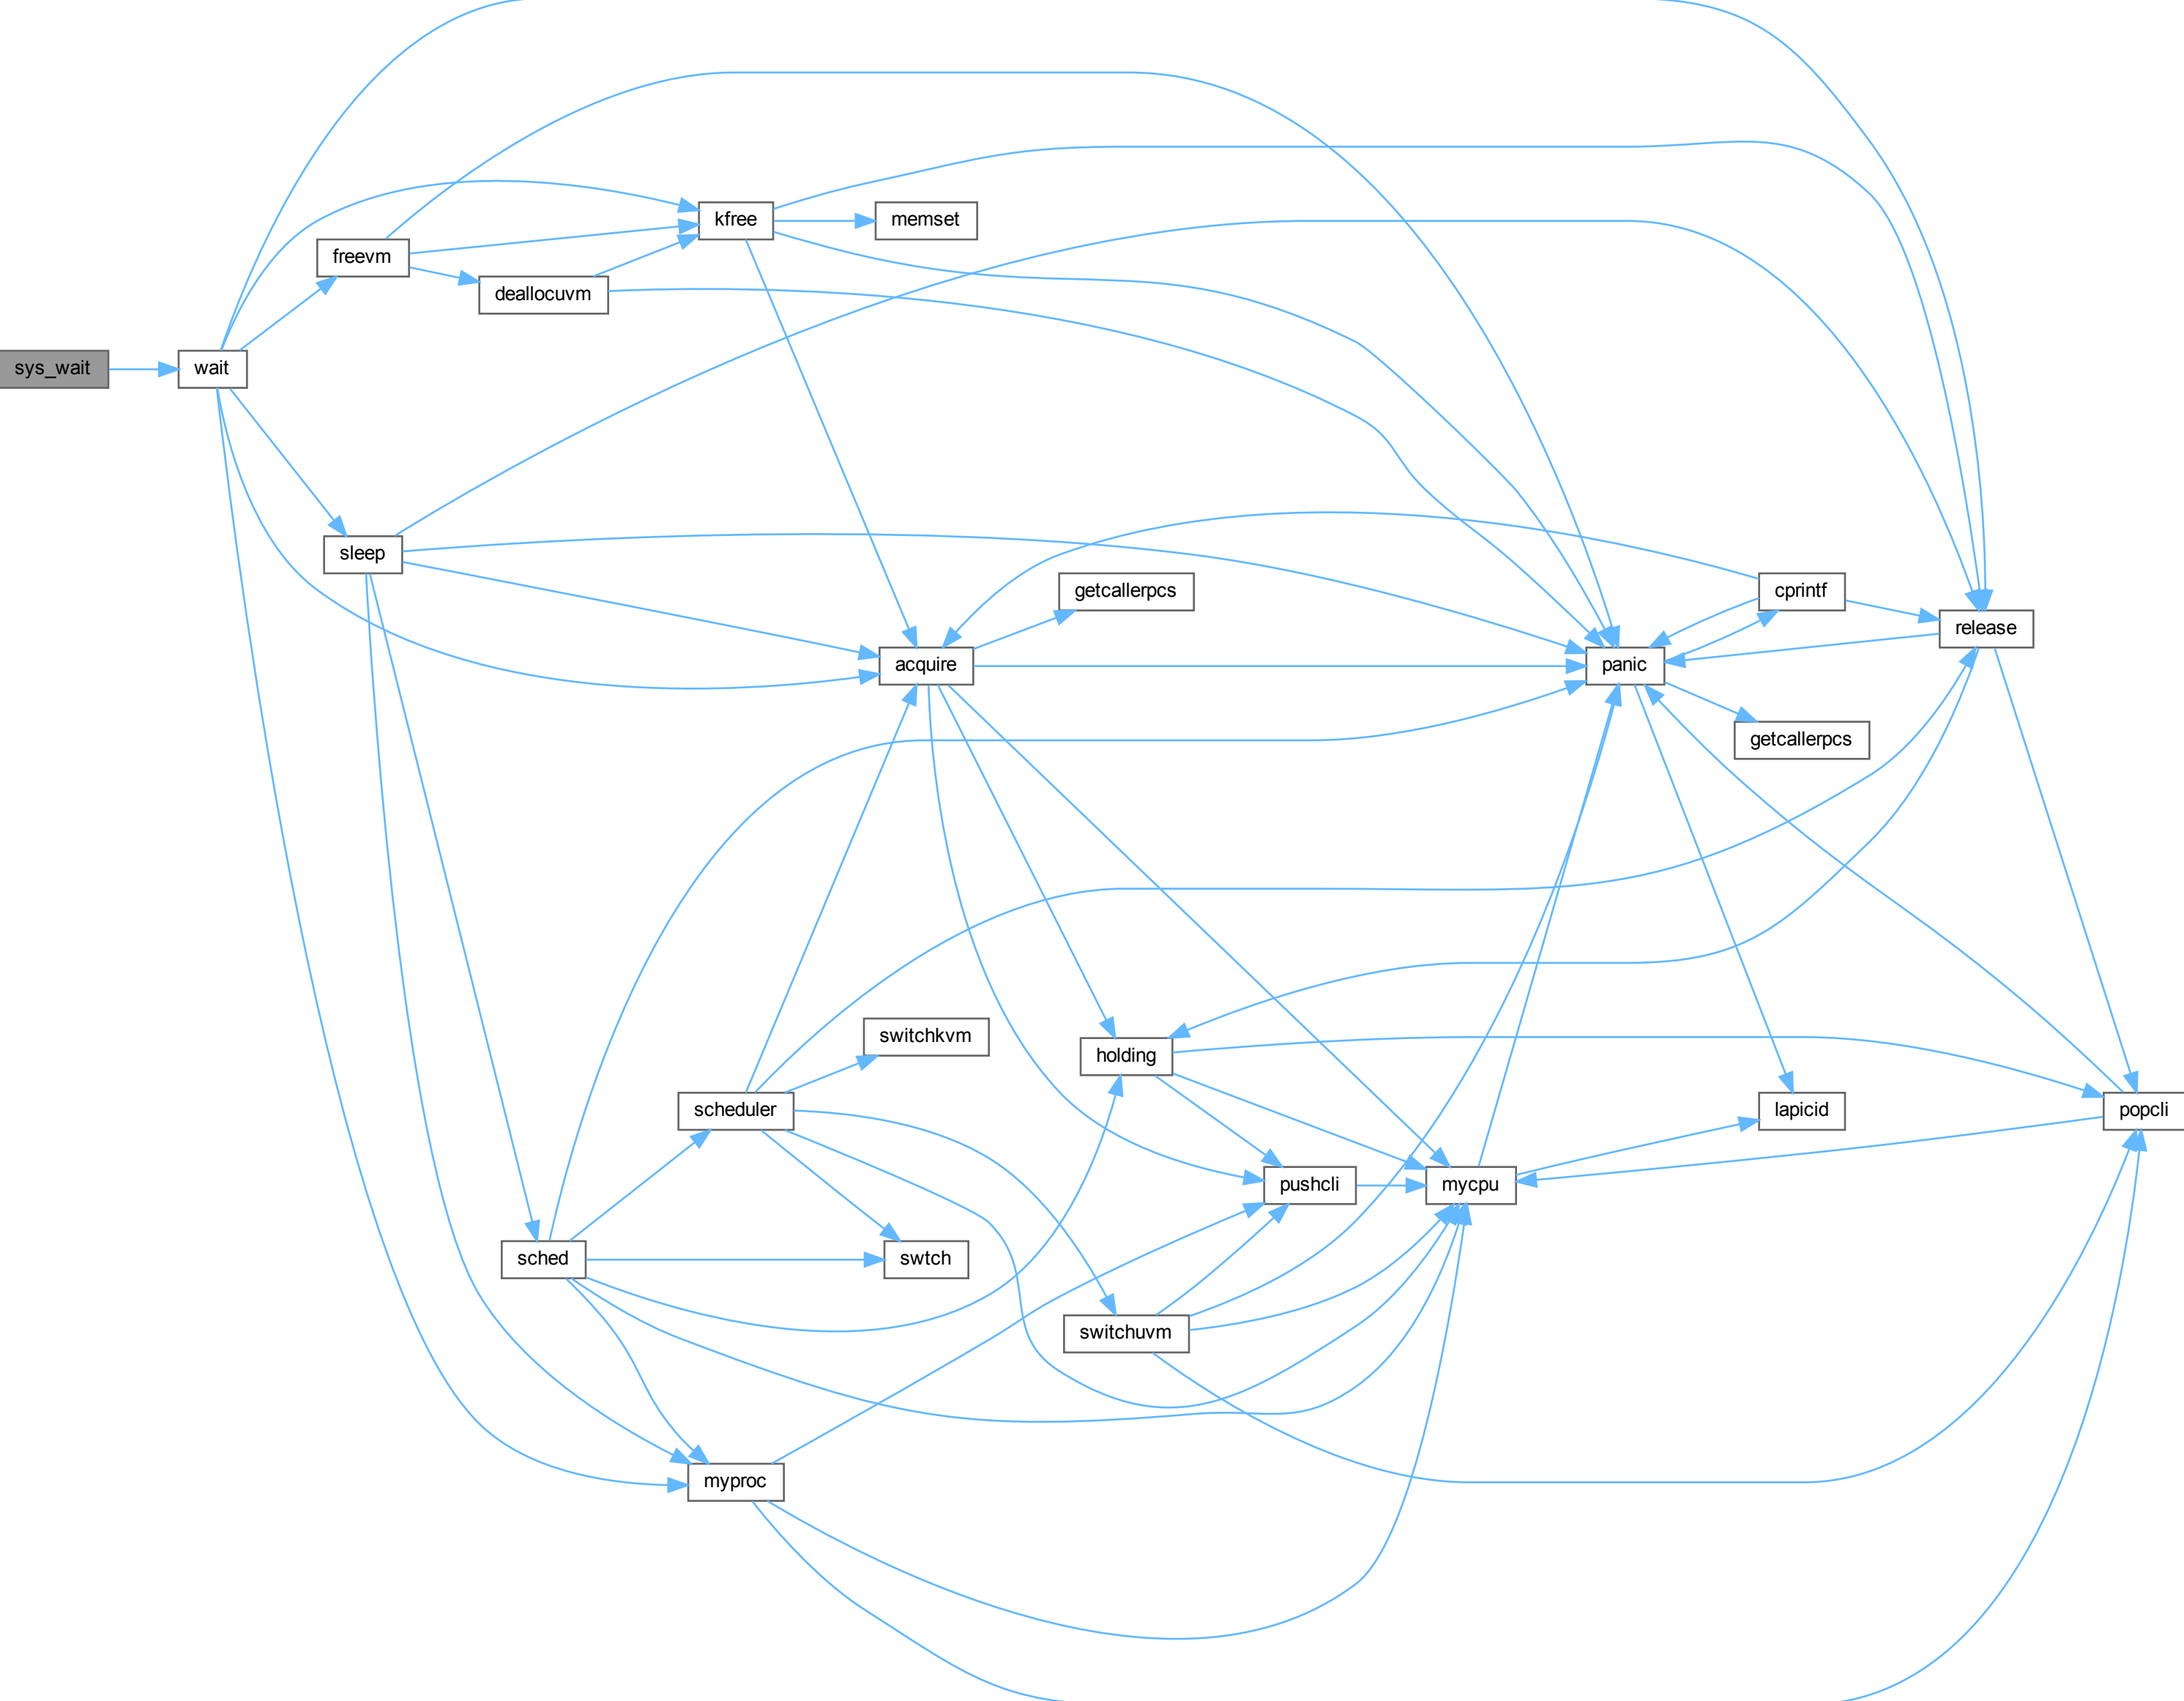 sys_wait
wait
freevm
kfree
memset
deallocuvm
sleep
getcallerpcs
cprintf
release
acquire
panic
getcallerpcs
switchkvm
holding
scheduler
lapicid
popcli
pushcli
mycpu
sched
swtch
switchuvm
myproc